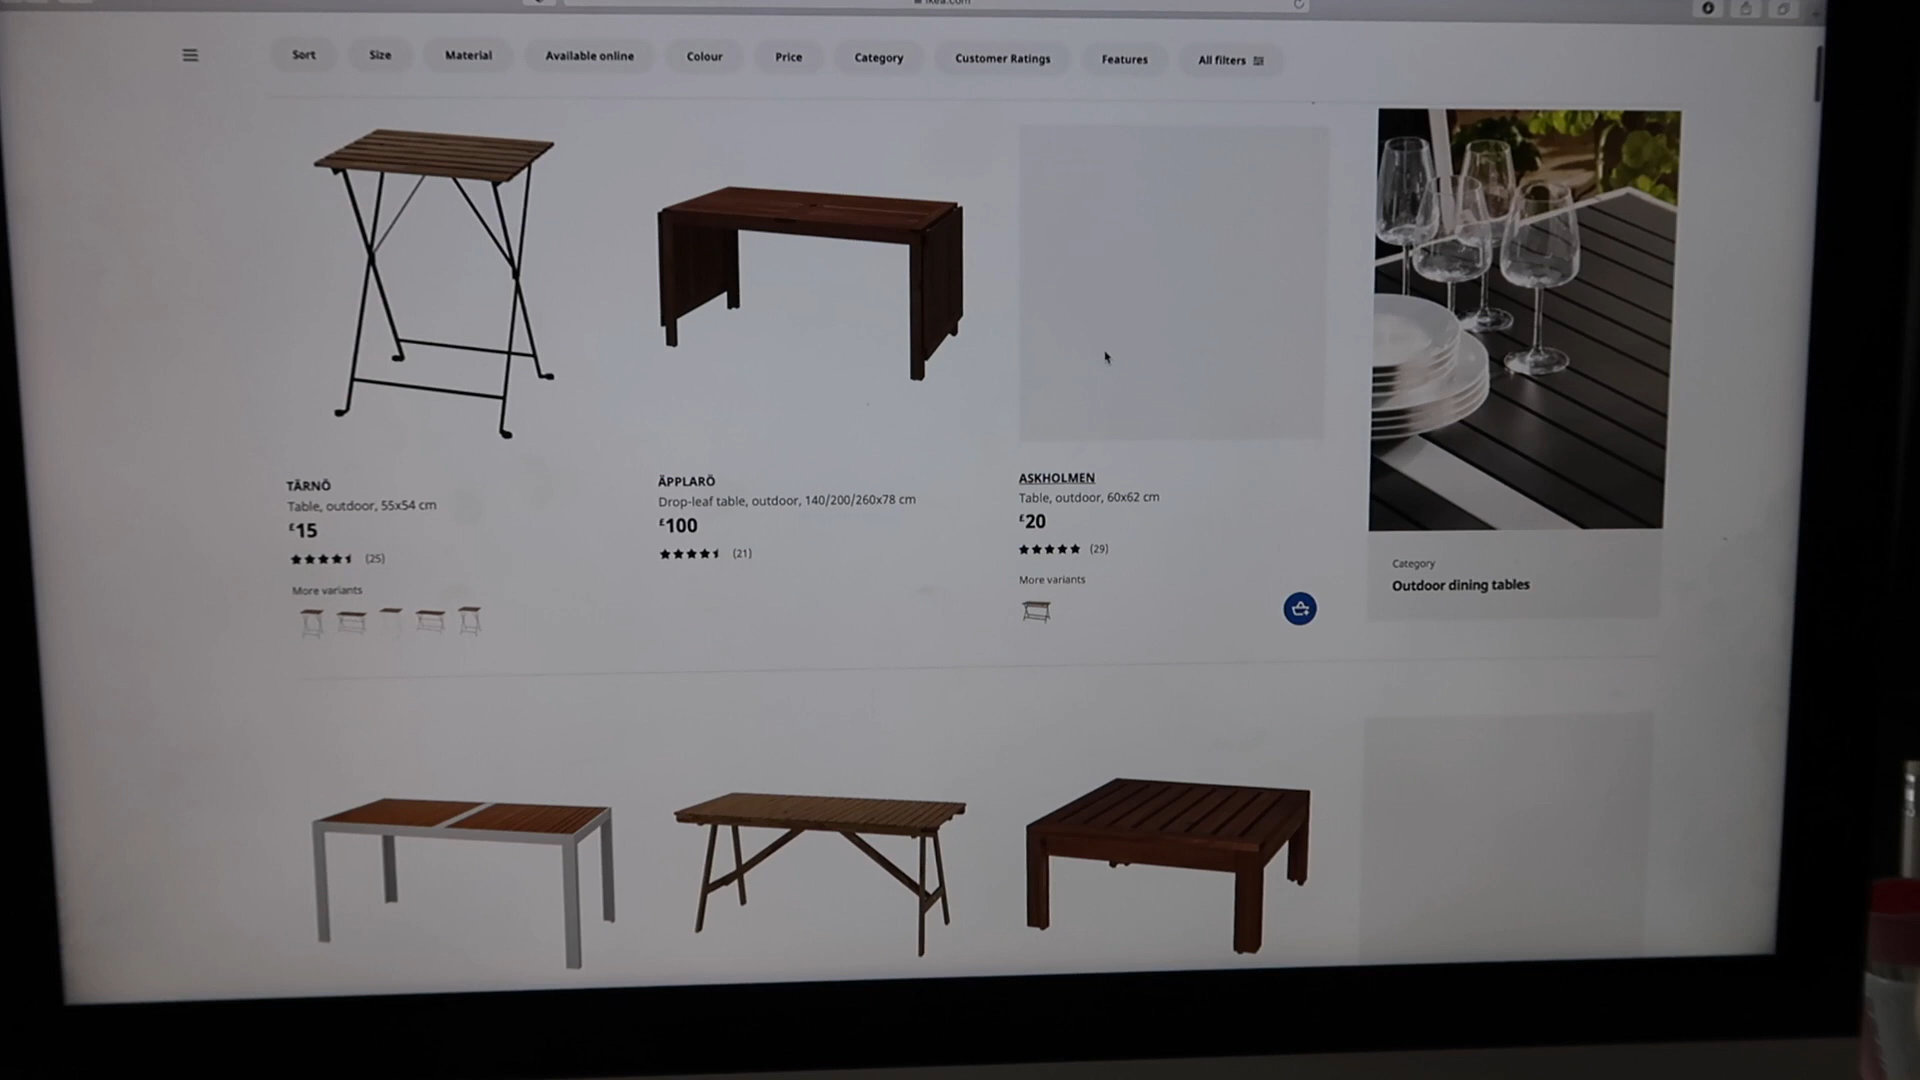 ikea.com
Sort
Size
Material
Available online
Colour
Price
Category
Customer Ratings
Features
All filters
TÄRNÖ
Table, outdoor, 55x54 cm
£15
(25)
More variants
ÄPPLARÖ
Drop-leaf table, outdoor, 140/200/260x78 cm
£100
(21)
ASKHOLMEN
Table, outdoor, 60x62 cm
£20
(29)
More variants
Category
Outdoor dining tables